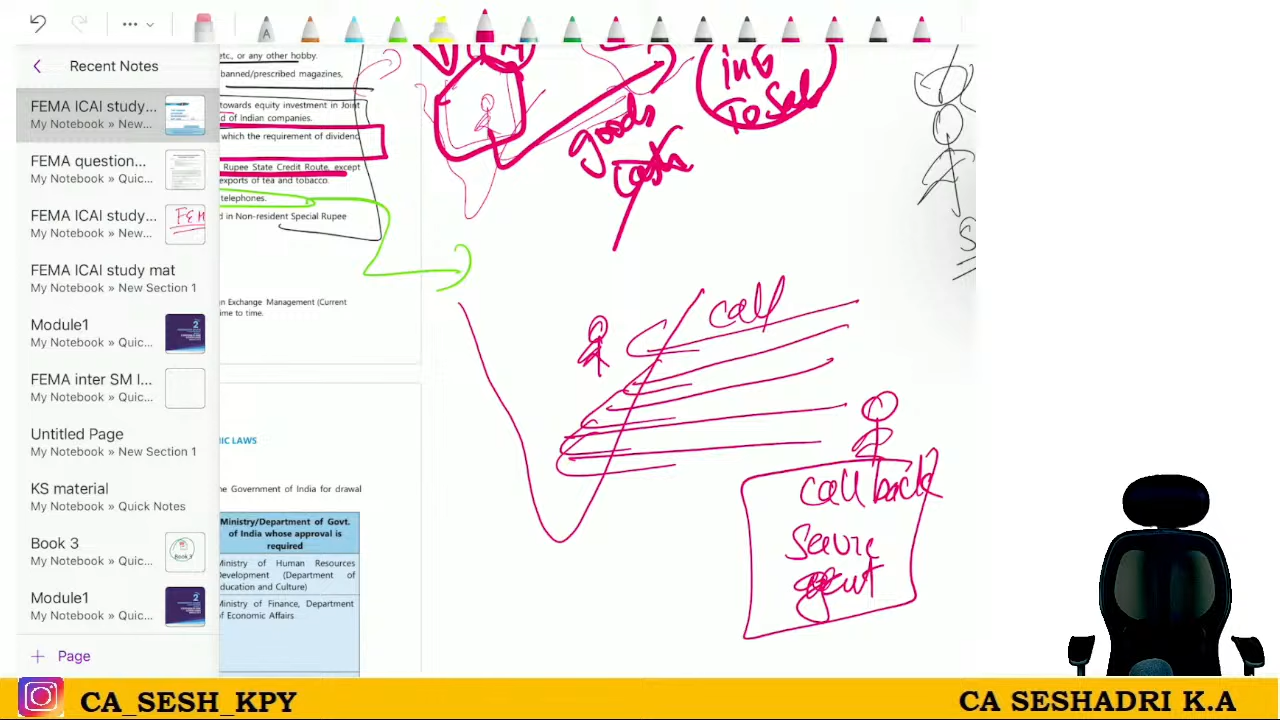 Recent Notes
FEMA ICAI study...
My Notebook » New...
FEMA question...
My Notebook » Quic...
FEMA ICAI study...
My Notebook » New...
FEM
FEMA ICAI study mat
My Notebook » New Section 1
Module1
My Notebook » Quic...
FEMA inter SM I...
My Notebook » Quic...
Untitled Page
My Notebook » New Section 1
KS material
My Notebook » Quick Notes
Book 3
My Notebook » Quic...
Book 3
Module1
My Notebook » Quic...
+ Page
etc., or any other hobby.
banned/prescribed magazines,
towards equity investment in Joint
d of Indian companies.
which the requirement of dividend
Rupee State Credit Route, except
exports of tea and tobacco.
telephones.
d in Non-resident Special Rupee
n Exchange Management (Current
ime to time.
IC LAWS
ne Government of India for drawal
Ministry/Department of Govt.
of India whose approval is
required
Ministry of Human Resources
Development (Department of
Education and Culture)
Ministry of Finance, Department
of Economic Affairs
goods
call
call back
agent
CA_SESH_KPY
CA SESHADRI K.A